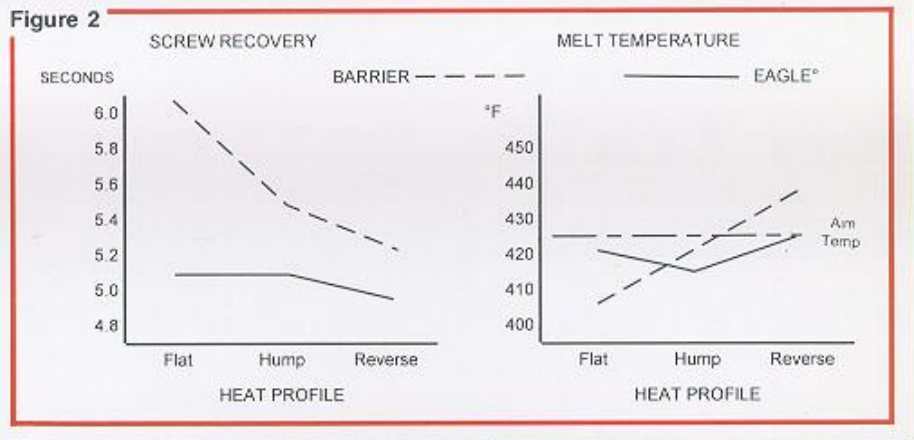 Figure 2
SCREW RECOVERY
MELT TEMPERATURE
SECONDS
BARRIER
EAGLE°
6.0
5.8
5.6
5.4
5.2
5.0
4.8
Flat Hump Reverse
HEAT PROFILE
°F
450
440
430
420
410
400
Aim
Temp
Flat Hump Reverse
HEAT PROFILE